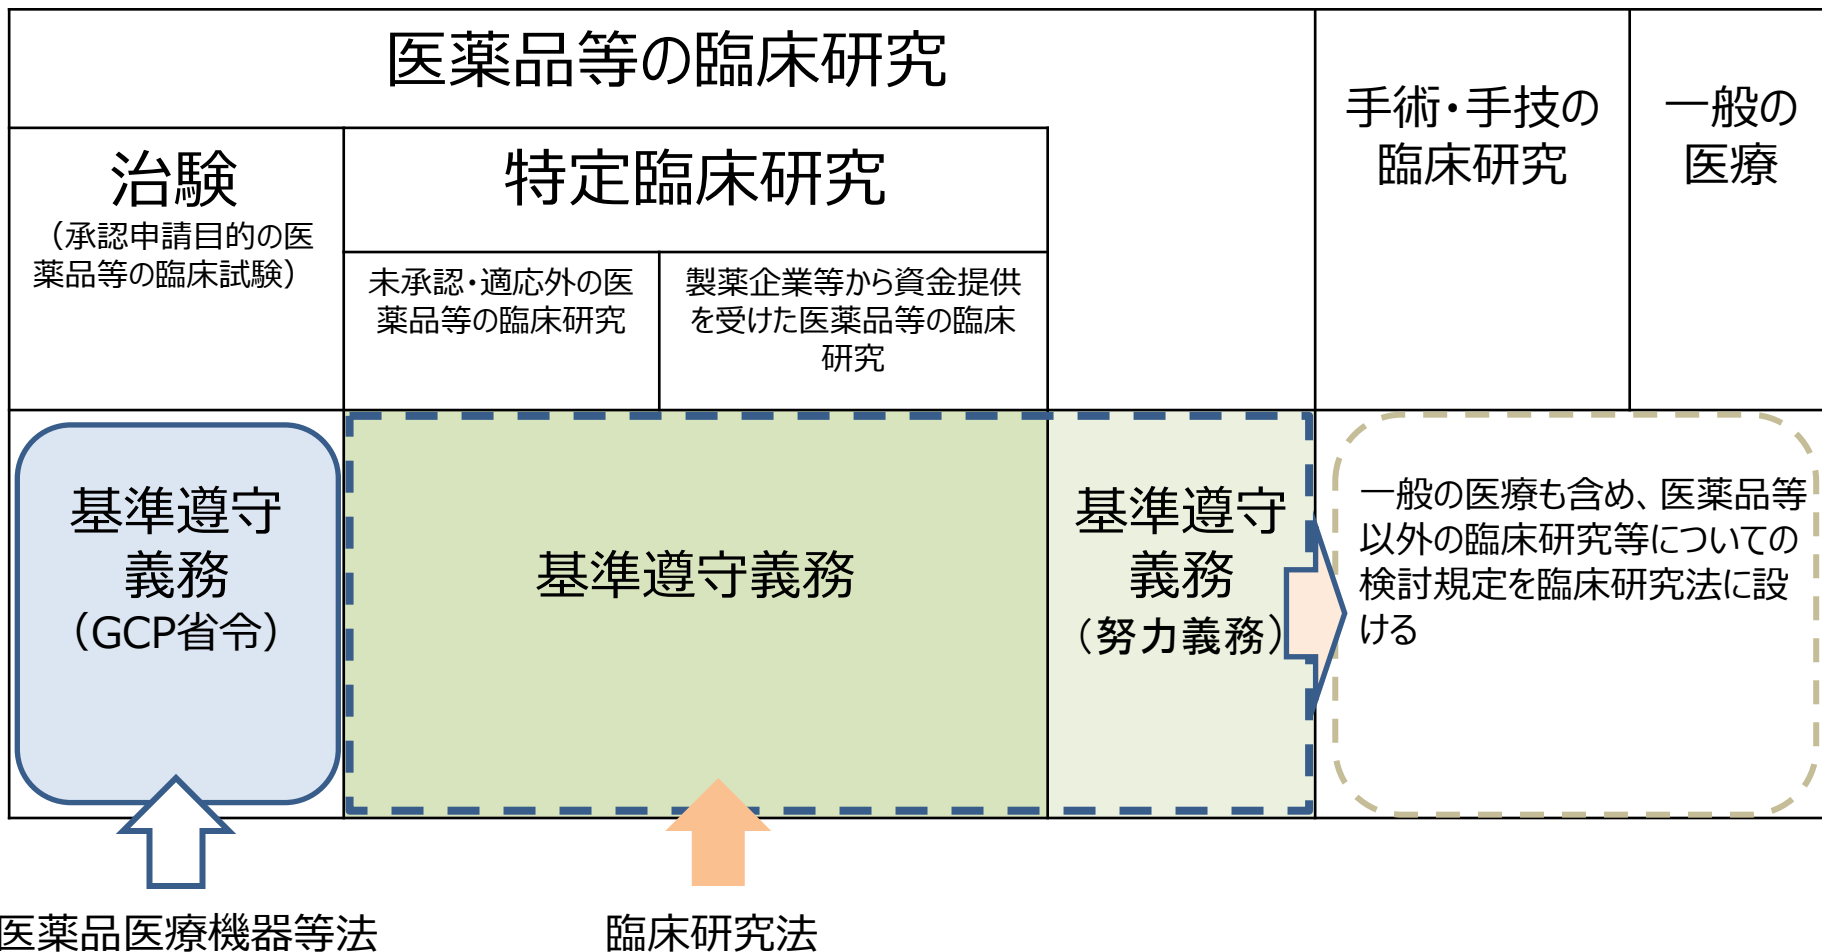 医薬品等の臨床研究
手術・手技の
臨床研究
一般の
医療
治験
（承認申請目的の医
薬品等の臨床試験）
特定臨床研究
未承認・適応外の医
薬品等の臨床研究
製薬企業等から資金提供
を受けた医薬品等の臨床
研究
基準遵守
義務
（GCP省令）
基準遵守義務
基準遵守
義務
（努力義務）
一般の医療も含め、医薬品等
以外の臨床研究等についての
検討規定を臨床研究法に設
ける
医薬品医療機器等法
臨床研究法